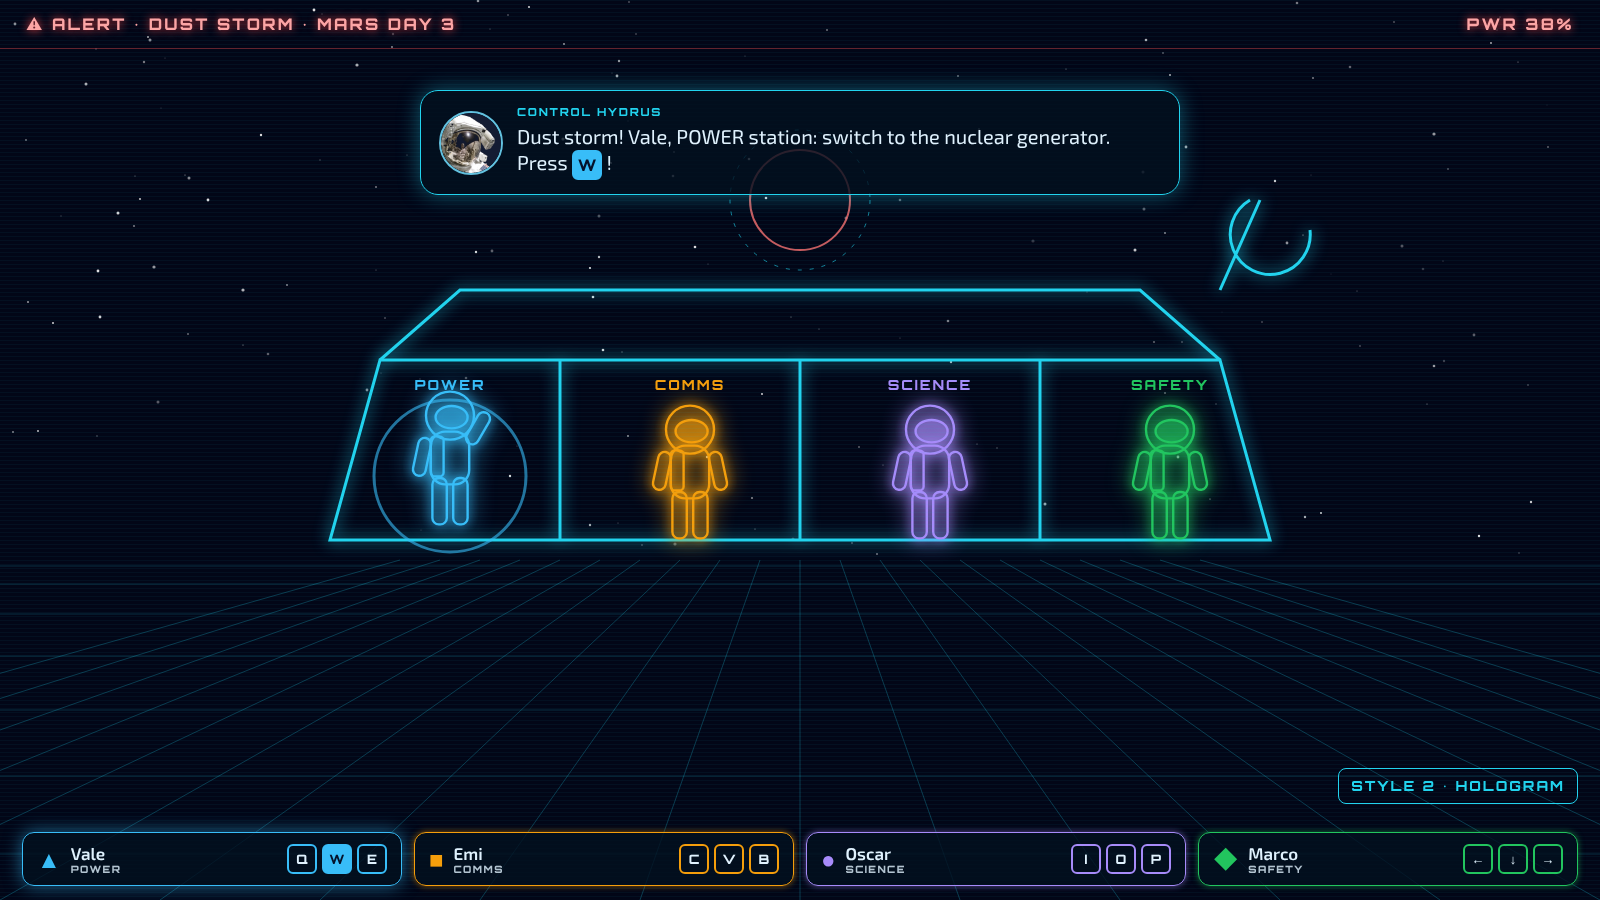 ⚠ ALERT · DUST STORM · MARS DAY 3
PWR 38%
CONTROL HYDRUS
Dust storm! Vale, POWER station: switch to the nuclear generator.
Press W !
POWER
COMMS
SCIENCE
SAFETY
STYLE 2 · HOLOGRAM
Vale
POWER
Q W E
Emi
COMMS
C V B
Oscar
SCIENCE
I O P
Marco
SAFETY
← ↓ →